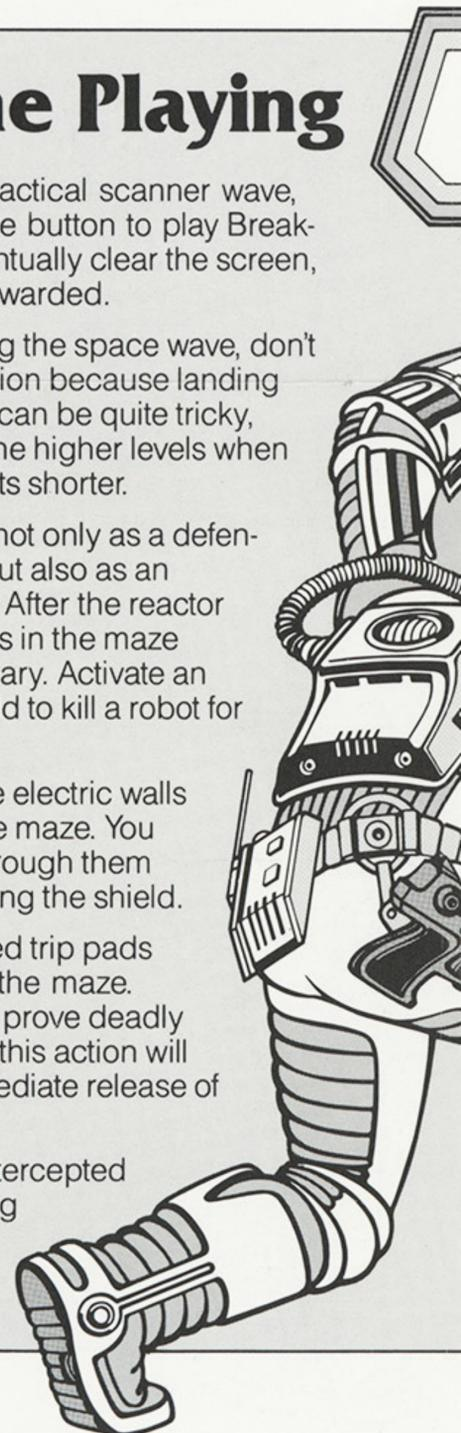 ne Playing
actical scanner wave,
e button to play Break-
ntually clear the screen,
warded.
g the space wave, don't
tion because landing
can be quite tricky,
he higher levels when
ts shorter.
not only as a defen-
ut also as an
After the reactor
s in the maze
ary. Activate an
d to kill a robot for
e electric walls
e maze. You
rough them
ng the shield.
ed trip pads
the maze.
prove deadly
this action will
ediate release of
tercepted
g